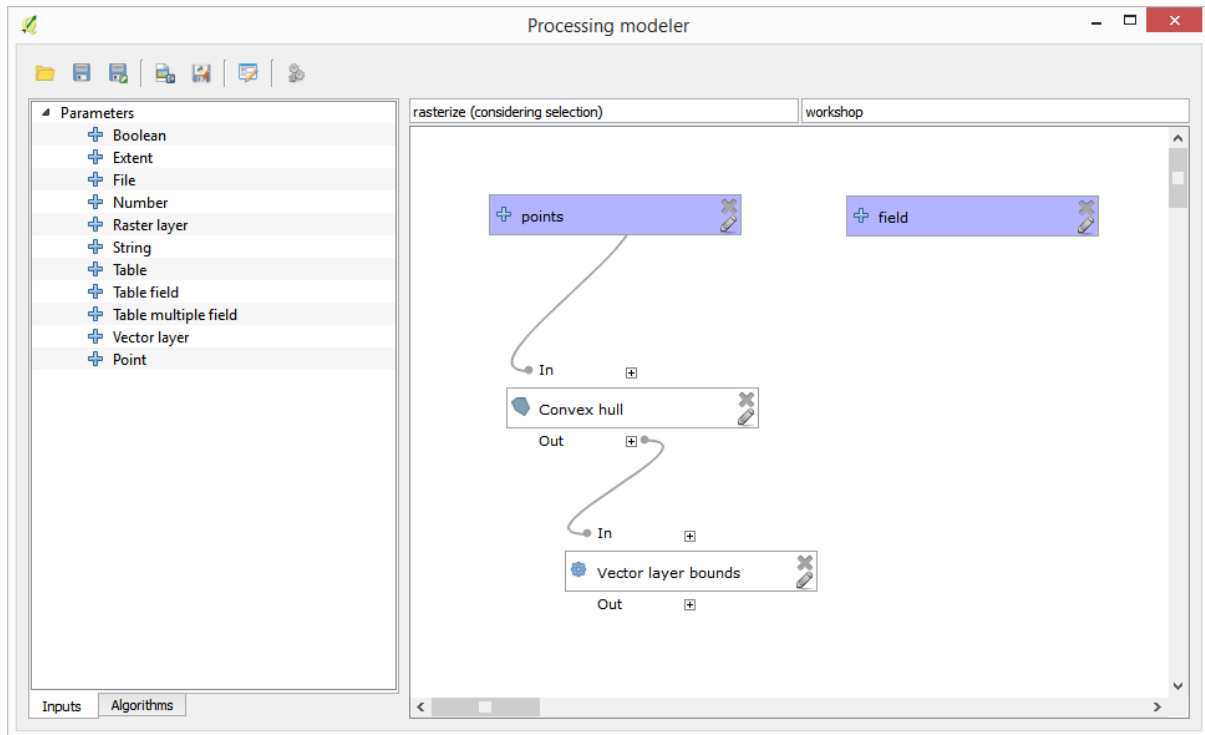 Processing modeler
Parameters
Boolean
Extent
File
Number
Raster layer
String
Table
Table field
Table multiple field
Vector layer
Point
Inputs
Algorithms
rasterize (considering selection)
workshop
points
field
In
Convex hull
Out
In
Vector layer bounds
Out